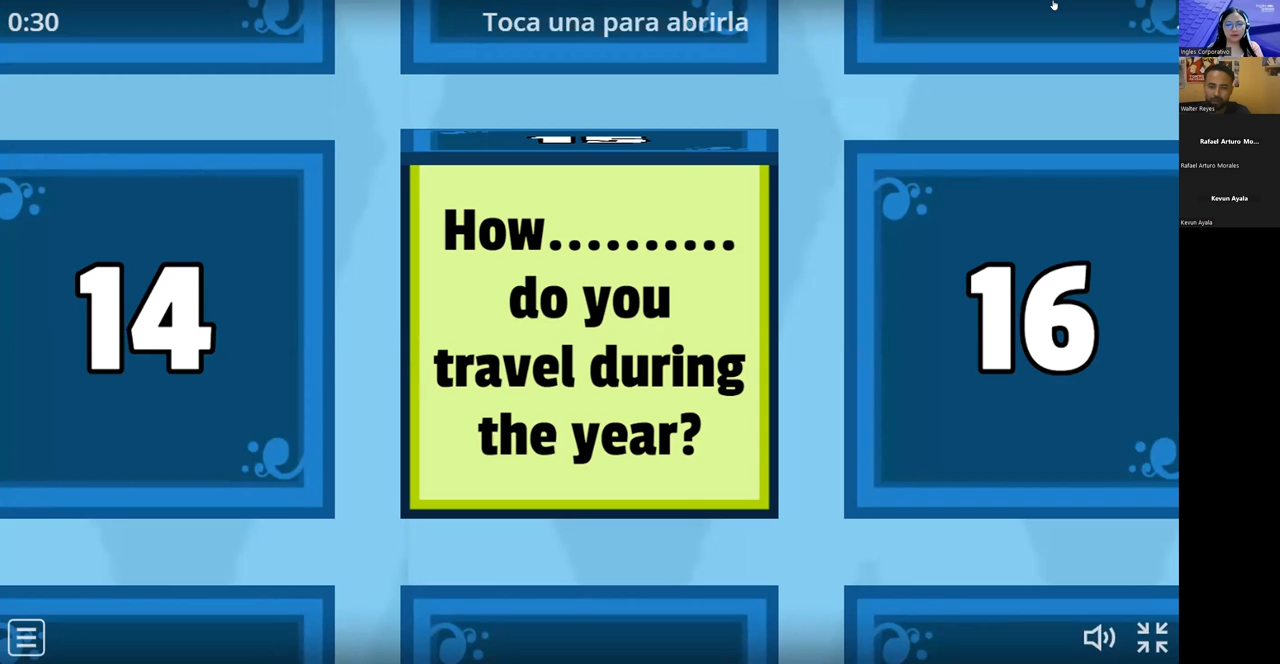 0:30
Toca una para abrirla
14
How..........
do you
travel during
the year?
16
Ingles Corporativo
Walter Reyes
Rafael Arturo Mo...
Rafael Arturo Morales
Kevun Ayala
Kevun Ayala